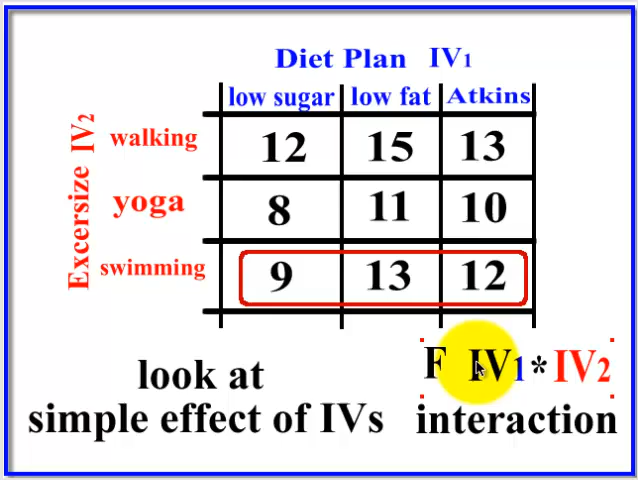 Diet Plan IV1
low sugar low fat Atkins
Excersize IV2
walking 12 15 13
yoga 8 11 10
swimming 9 13 12
look at
simple effect of IVs
F IV1 * IV2
interaction